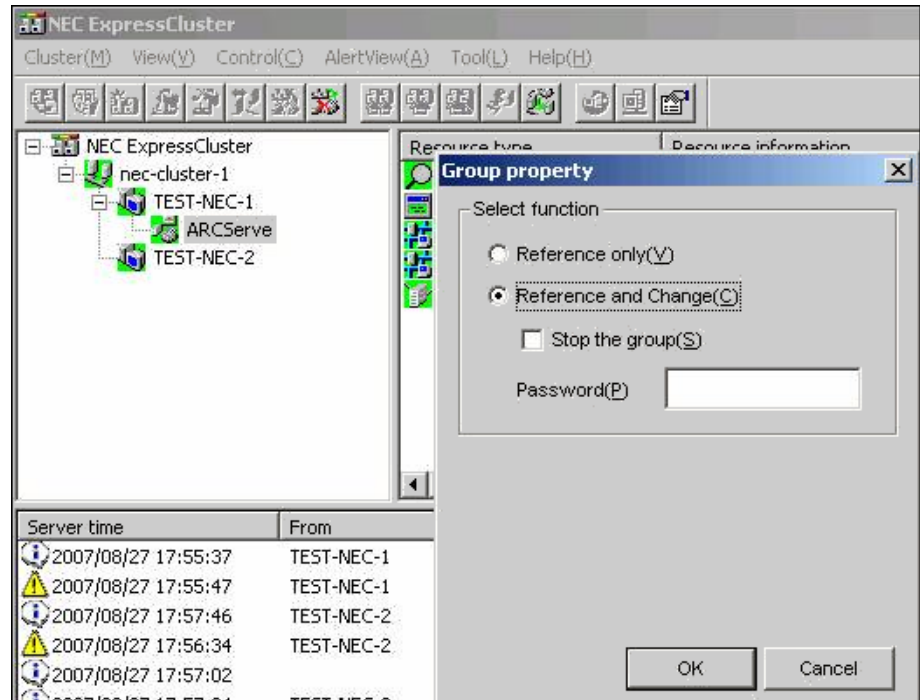 NEC ExpressCluster
Cluster(M) View(V) Control(C) AlertView(A) Tool(L) Help(H)
NEC ExpressCluster
nec-cluster-1
TEST-NEC-1
ARCServe
TEST-NEC-2
Resource type Resource information
Group property
Select function
Reference only(V)
Reference and Change(C)
Stop the group(S)
Password(P)
OK Cancel
Server time From
2007/08/27 17:55:37 TEST-NEC-1
2007/08/27 17:55:47 TEST-NEC-1
2007/08/27 17:57:46 TEST-NEC-2
2007/08/27 17:56:34 TEST-NEC-2
2007/08/27 17:57:02